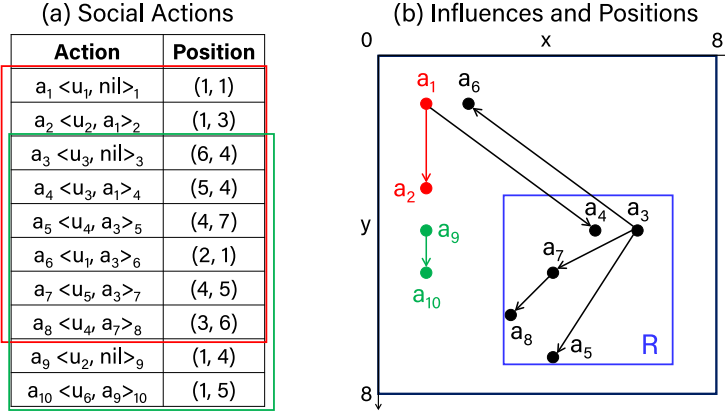 (a) Social Actions
Action Position
a₁ <u₁, nil>₁ (1, 1)
a₂ <u₂, a₁>₂ (1, 3)
a₃ <u₃, nil>₃ (6, 4)
a₄ <u₃, a₁>₄ (5, 4)
a₅ <u₄, a₃>₅ (4, 7)
a₆ <u₁, a₃>₆ (2, 1)
a₇ <u₅, a₃>₇ (4, 5)
a₈ <u₄, a₇>₈ (3, 6)
a₉ <u₂, nil>₉ (1, 4)
a₁₀ <u₆, a₉>₁₀ (1, 5)
(b) Influences and Positions
0 x 8
a₁ a₆
a₂
y
a₄ a₃
a₉ a₇
a₁₀
a₈ a₅ R
8